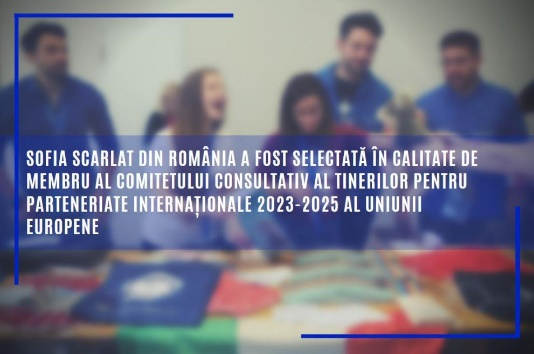 SOFIA SCARLAT DIN ROMÂNIA A FOST SELECTATĂ ÎN CALITATE DE
MEMBRU AL COMITETULUI CONSULTATIV AL TINERILOR PENTRU
PARTENERIATE INTERNAȚIONALE 2023-2025 AL UNIUNII
EUROPENE